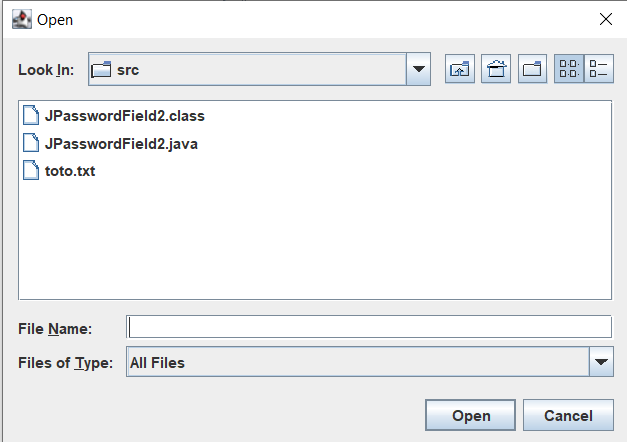 Open
Look In: src
JPasswordField2.class
JPasswordField2.java
toto.txt
File Name:
Files of Type: All Files
Open Cancel